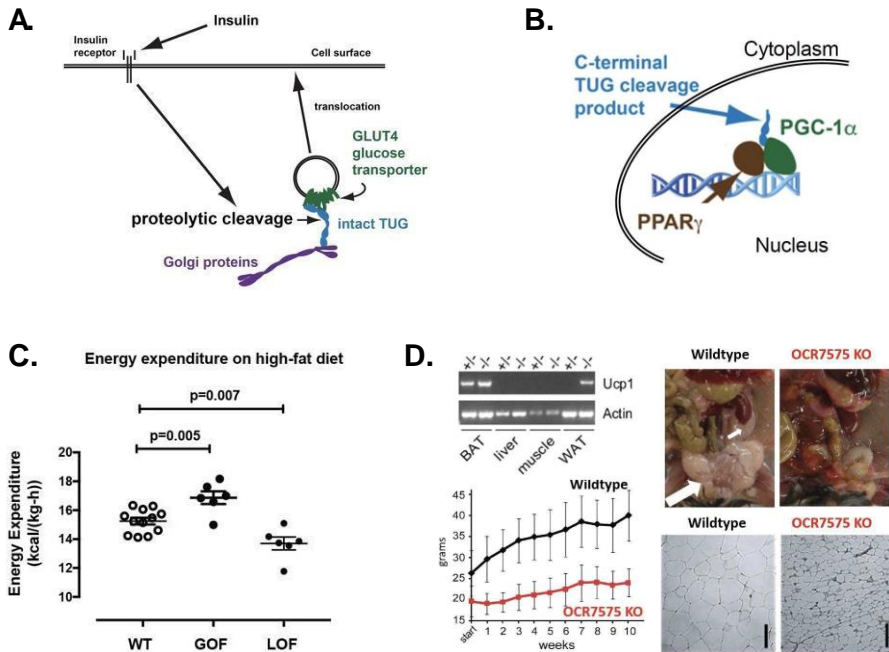 A.
Insulin
Insulin
receptor
Cell surface
translocation
GLUT4
glucose
transporter
proteolytic cleavage
intact TUG
Golgi proteins
B.
Cytoplasm
C-terminal
TUG cleavage
product
PGC-1α
PPARγ
Nucleus
C.
Energy expenditure on high-fat diet
p=0.007
p=0.005
Energy Expenditure
(kcal/(kg-h))
20
18
16
14
12
10
WT GOF LOF
D.
+/- -/- +/- -/- +/- -/- +/- -/-
Ucp1
Actin
BAT liver muscle WAT
Wildtype
45
40
35
30
25
20
15
10
grams
OCR7575 KO
start 1 2 3 4 5 6 7 8 9 10
weeks
Wildtype OCR7575 KO
Wildtype OCR7575 KO